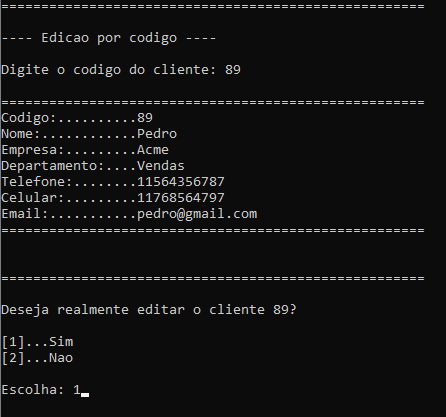 =====================================================
---- Edicao por codigo ----
Digite o codigo do cliente: 89
=====================================================
Codigo:..........89
Nome:............Pedro
Empresa:.........Acme
Departamento:....Vendas
Telefone:........11564356787
Celular:.........11768564797
Email:...........pedro@gmail.com
=====================================================
=====================================================
Deseja realmente editar o cliente 89?
[1]...Sim
[2]...Nao
Escolha: 1